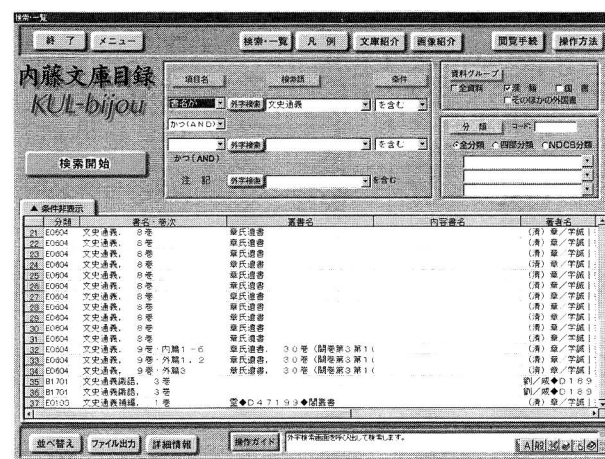 検索・一覧
終 了 メニュー 検索・一覧 凡 例 文庫紹介 画像紹介 閲覧手続 操作方法
内藤文庫目録
KUL-bijou
検索開始
項目名 検索語 条件
書名が 外字検索 文史通義 を含む
かつ(AND)
外字検索 を含む
かつ(AND)
注 記 外字検索 を含む
資料グループ
全資料 漢 籍 国 書
そのほかの外国書
分 類 コード:
全分類 四部分類 NDC5分類
▲ 条件非表示
分類 書名・巻次 叢書名 内容書名 著者名
21 E0604 文史通義, 8巻 章氏遺書 (清) 章/学誠|
22 E0604 文史通義, 8巻 章氏遺書 (清) 章/学誠|
23 E0604 文史通義, 8巻 章氏遺書 (清) 章/学誠|
24 E0604 文史通義, 8巻 章氏遺書 (清) 章/学誠|
25 E0604 文史通義, 8巻 章氏遺書 (清) 章/学誠|
26 E0604 文史通義, 8巻 章氏遺書 (清) 章/学誠|
27 E0604 文史通義, 8巻 章氏遺書 (清) 章/学誠|
28 E0604 文史通義, 8巻 章氏遺書 (清) 章/学誠|
29 E0604 文史通義, 8巻 章氏遺書 (清) 章/学誠|
30 E0604 文史通義, 8巻 章氏遺書 (清) 章/学誠|
31 E0604 文史通義, 8巻 章氏遺書 (清) 章/学誠|
32 E0604 文史通義, 9巻・内篇1-6 章氏遺書, 30巻 (闕巻第3第1( (清) 章/学誠|
33 E0604 文史通義, 9巻・外篇1,2 章氏遺書, 30巻 (闕巻第3第1( (清) 章/学誠|
34 E0604 文史通義, 9巻・外篇3 章氏遺書, 30巻 (闕巻第3第1( (清) 章/学誠|
35 B1701 文史通義識語, 3巻 劉/咸◆D189
36 B1701 文史通義識語, 3巻 劉/咸◆D189
37 E0103 文史通義補編, 1巻 霊◆D47199◆閣叢書 (清) 章/学誠|
並べ替え ファイル出力 詳細情報 操作ガイド 外字検索画面を呼び出して検索します。